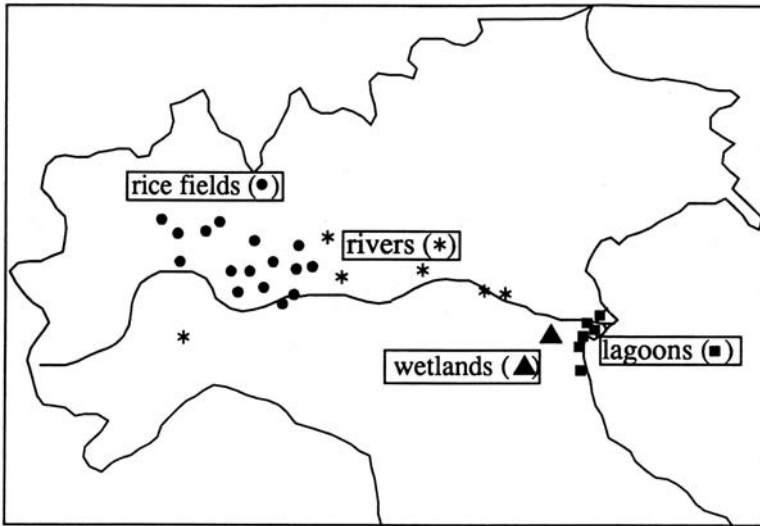 rice fields (●)
rivers (*)
lagoons (■)
wetlands (▲)